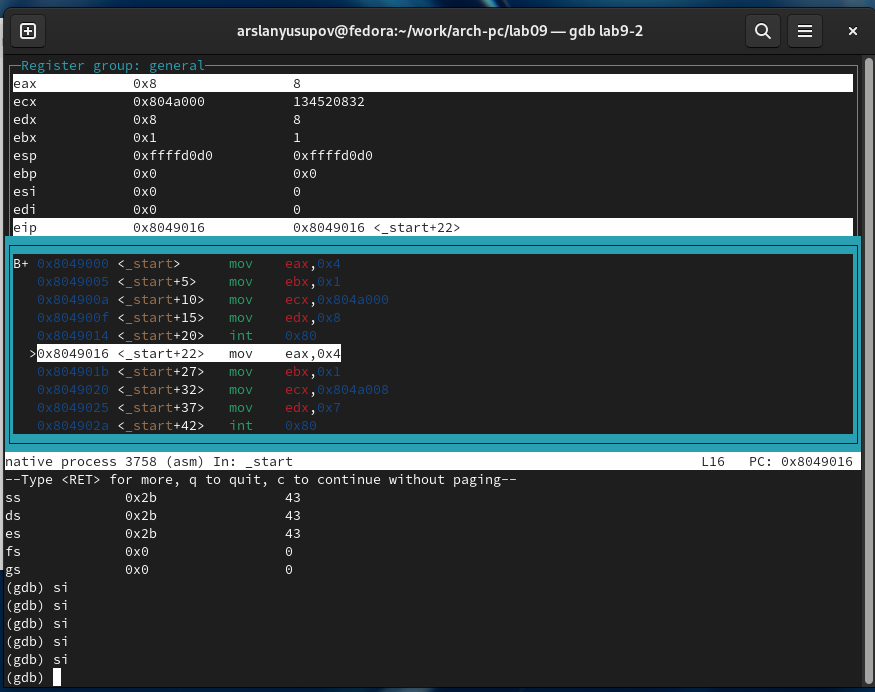 arslanyusupov@fedora:~/work/arch-pc/lab09 — gdb lab9-2
Register group: general
eax 0x8 8
ecx 0x804a000 134520832
edx 0x8 8
ebx 0x1 1
esp 0xffffd0d0 0xffffd0d0
ebp 0x0 0x0
esi 0x0 0
edi 0x0 0
eip 0x8049016 0x8049016 <_start+22>
B+ 0x8049000 <_start> mov eax,0x4
0x8049005 <_start+5> mov ebx,0x1
0x804900a <_start+10> mov ecx,0x804a000
0x804900f <_start+15> mov edx,0x8
0x8049014 <_start+20> int 0x80
>0x8049016 <_start+22> mov eax,0x4
0x804901b <_start+27> mov ebx,0x1
0x8049020 <_start+32> mov ecx,0x804a008
0x8049025 <_start+37> mov edx,0x7
0x804902a <_start+42> int 0x80
native process 3758 (asm) In: _start L16 PC: 0x8049016
--Type <RET> for more, q to quit, c to continue without paging--
ss 0x2b 43
ds 0x2b 43
es 0x2b 43
fs 0x0 0
gs 0x0 0
(gdb) si
(gdb) si
(gdb) si
(gdb) si
(gdb) si
(gdb)